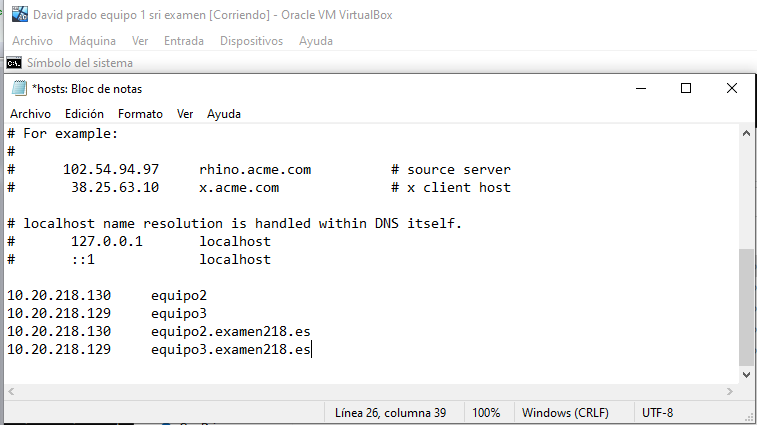 David prado equipo 1 sri examen [Corriendo] - Oracle VM VirtualBox
Archivo Máquina Ver Entrada Dispositivos Ayuda
Símbolo del sistema
*hosts: Bloc de notas
Archivo Edición Formato Ver Ayuda
# For example:
#
#      102.54.94.97     rhino.acme.com          # source server
#       38.25.63.10     x.acme.com              # x client host
# localhost name resolution is handled within DNS itself.
#       127.0.0.1       localhost
#       ::1             localhost
10.20.218.130     equipo2
10.20.218.129     equipo3
10.20.218.130     equipo2.examen218.es
10.20.218.129     equipo3.examen218.es
Línea 26, columna 39 100% Windows (CRLF) UTF-8